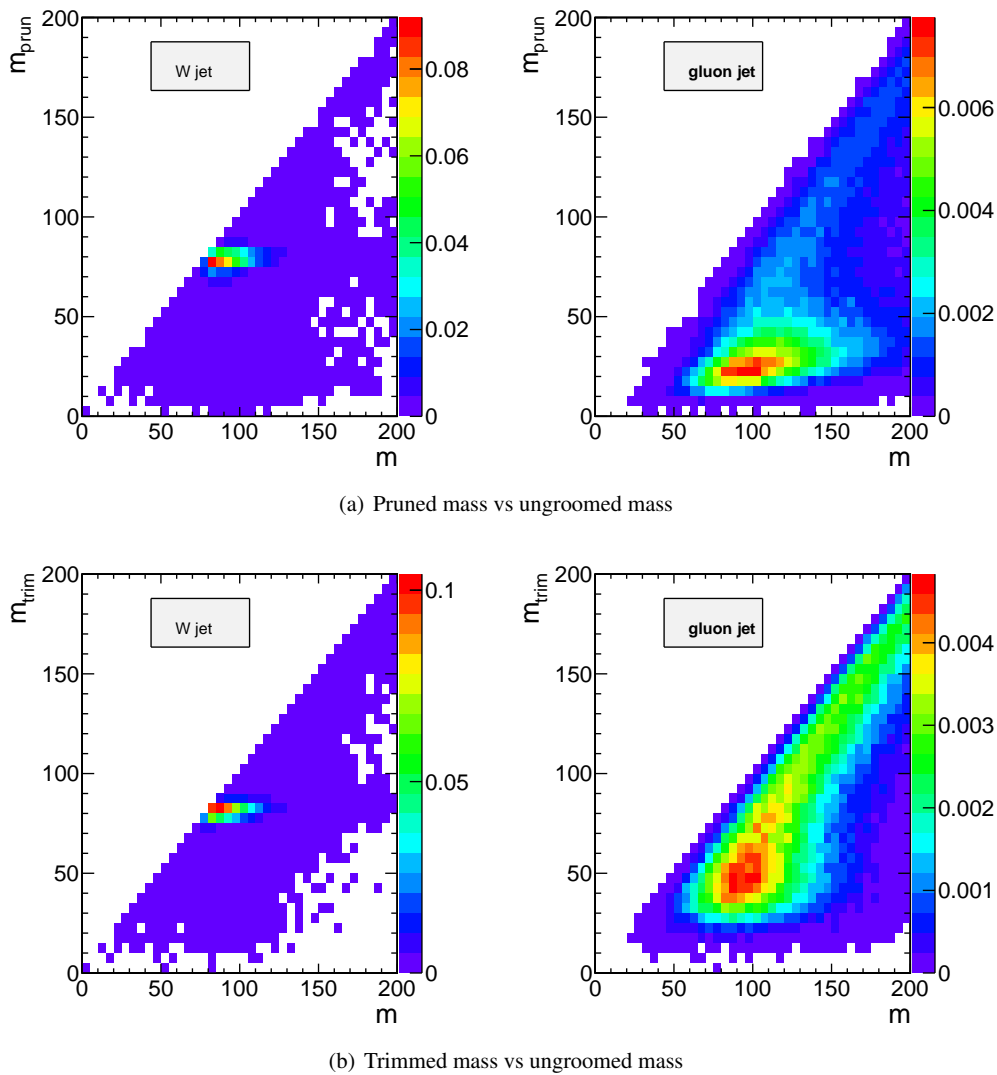 m_prun
200
150
100
50
0
W jet
0 50 100 150 200
m
0.08
0.06
0.04
0.02
0
m_prun
200
150
100
50
0
gluon jet
0 50 100 150 200
m
0.006
0.004
0.002
0
(a) Pruned mass vs ungroomed mass
m_trim
200
150
100
50
0
W jet
0 50 100 150 200
m
0.1
0.05
0
m_trim
200
150
100
50
0
gluon jet
0 50 100 150 200
m
0.004
0.003
0.002
0.001
0
(b) Trimmed mass vs ungroomed mass